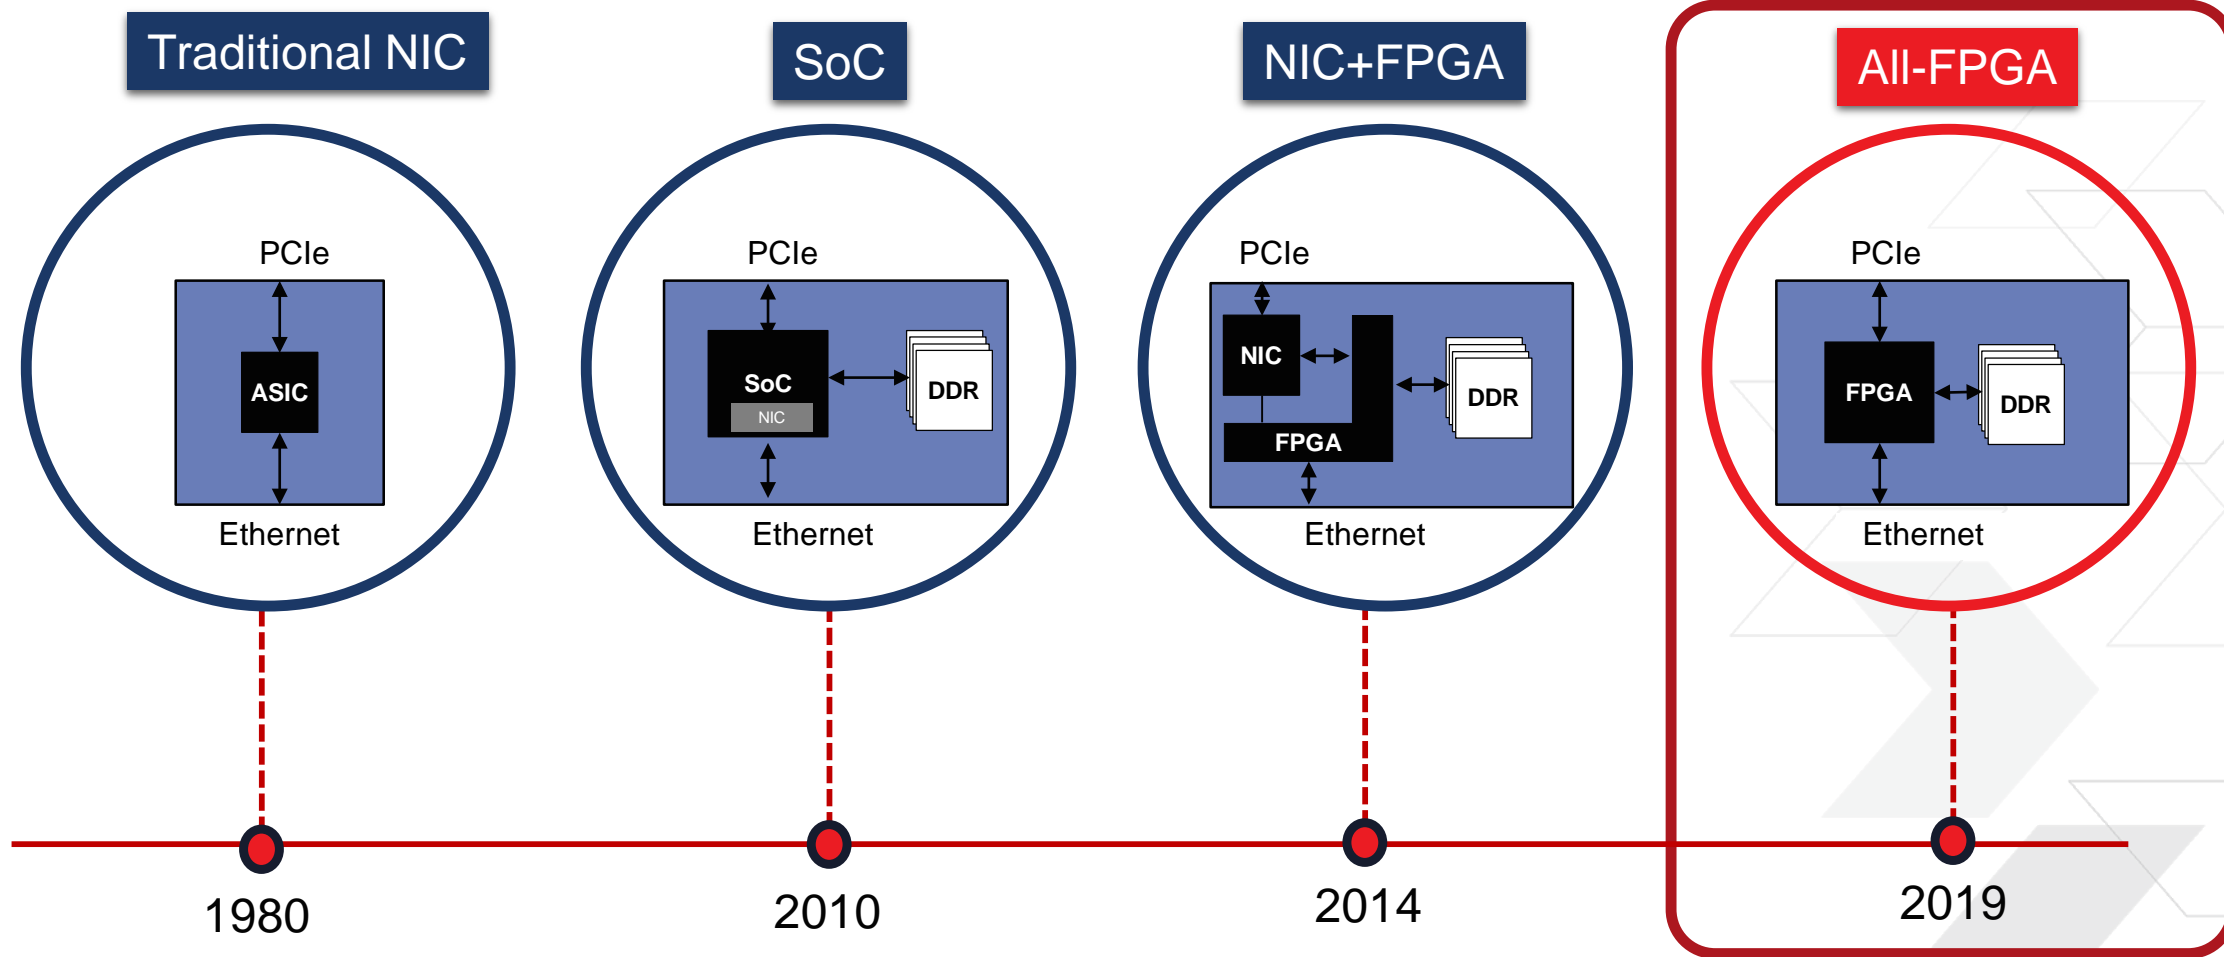 Traditional NIC
SoC
NIC+FPGA
All-FPGA
PCIe
ASIC
Ethernet
PCIe
SoC
NIC
DDR
Ethernet
PCIe
NIC
FPGA
DDR
Ethernet
PCIe
FPGA
DDR
Ethernet
1980
2010
2014
2019